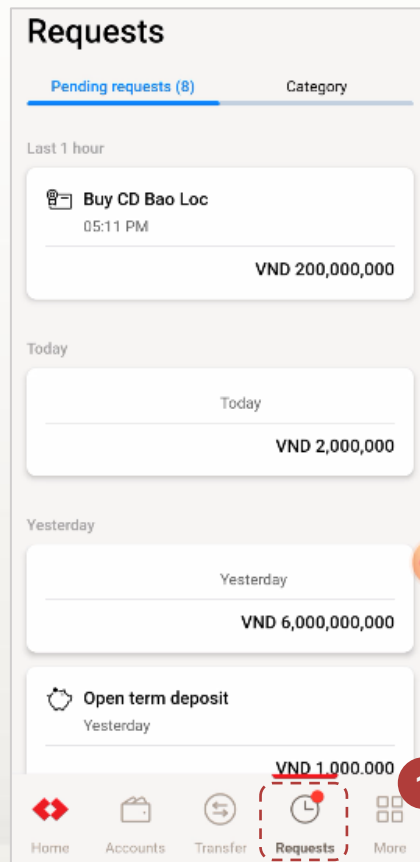 Requests
Pending requests (8)
Category
Last 1 hour
Buy CD Bao Loc
05:11 PM
VND 200,000,000
Today
Today
VND 2,000,000
Yesterday
Yesterday
VND 6,000,000,000
Open term deposit
Yesterday
VND 1,000,000
1
Home
Accounts
Transfer
Requests
More